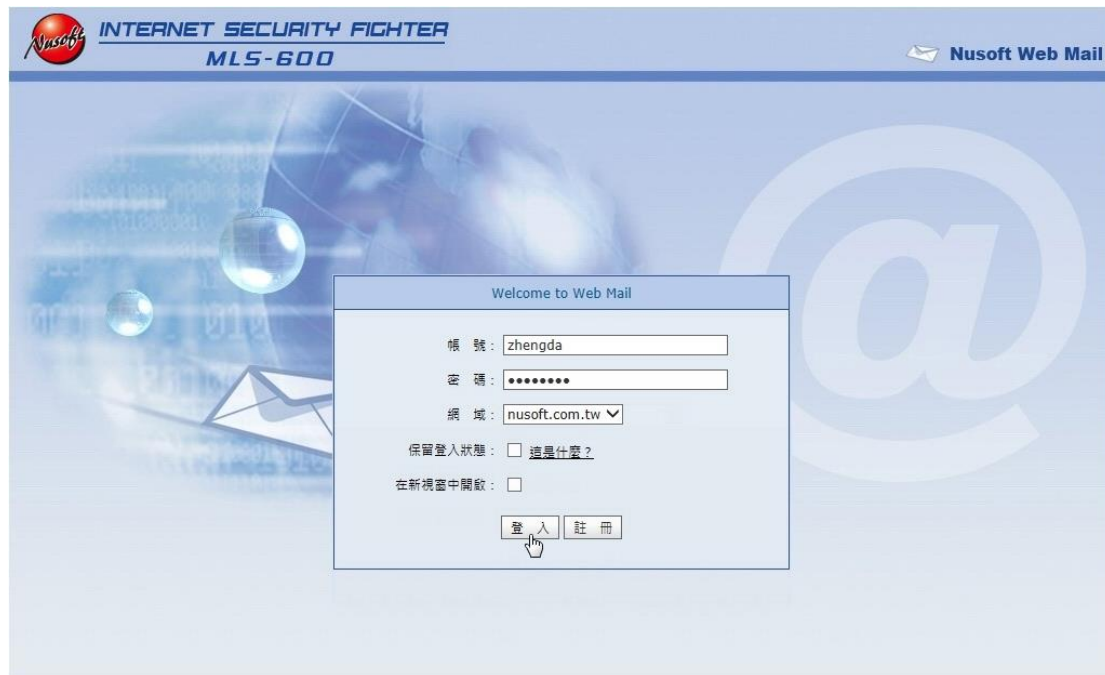 Nusoft
INTERNET SECURITY FIGHTER
MLS-600
Nusoft Web Mail
Welcome to Web Mail
帳 號： zhengda
密 碼： ••••••••
網 域： nusoft.com.tw
保留登入狀態： 這是什麼？
在新視窗中開啟：
登 入 註 冊